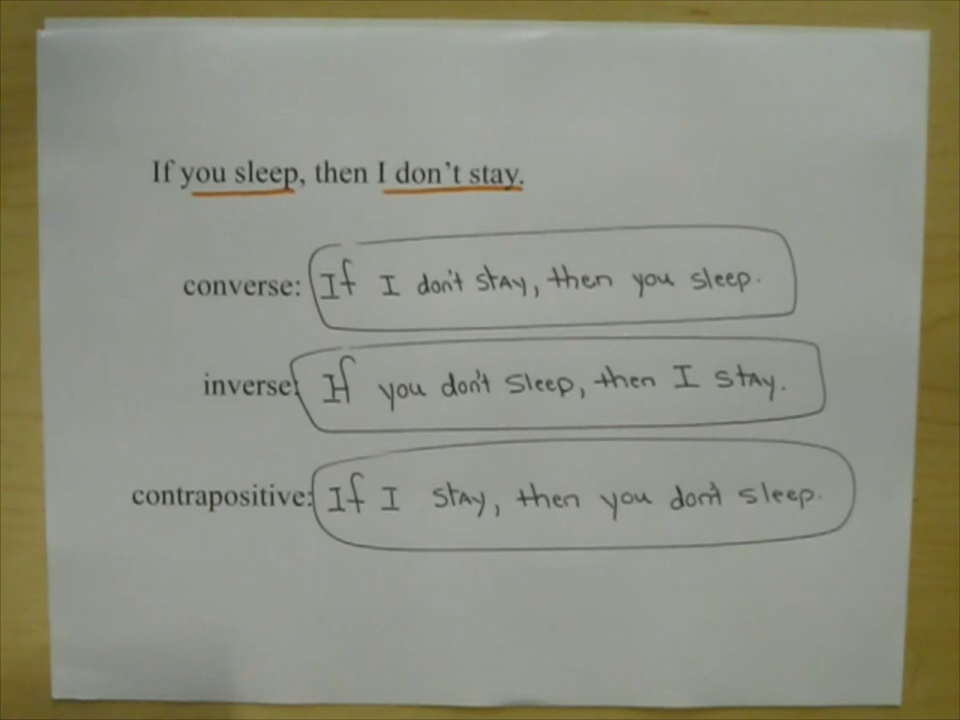 If you sleep, then I don't stay.
converse: If I don't stay, then you sleep.
inverse: If you don't sleep, then I stay.
contrapositive: If I stay, then you don't sleep.